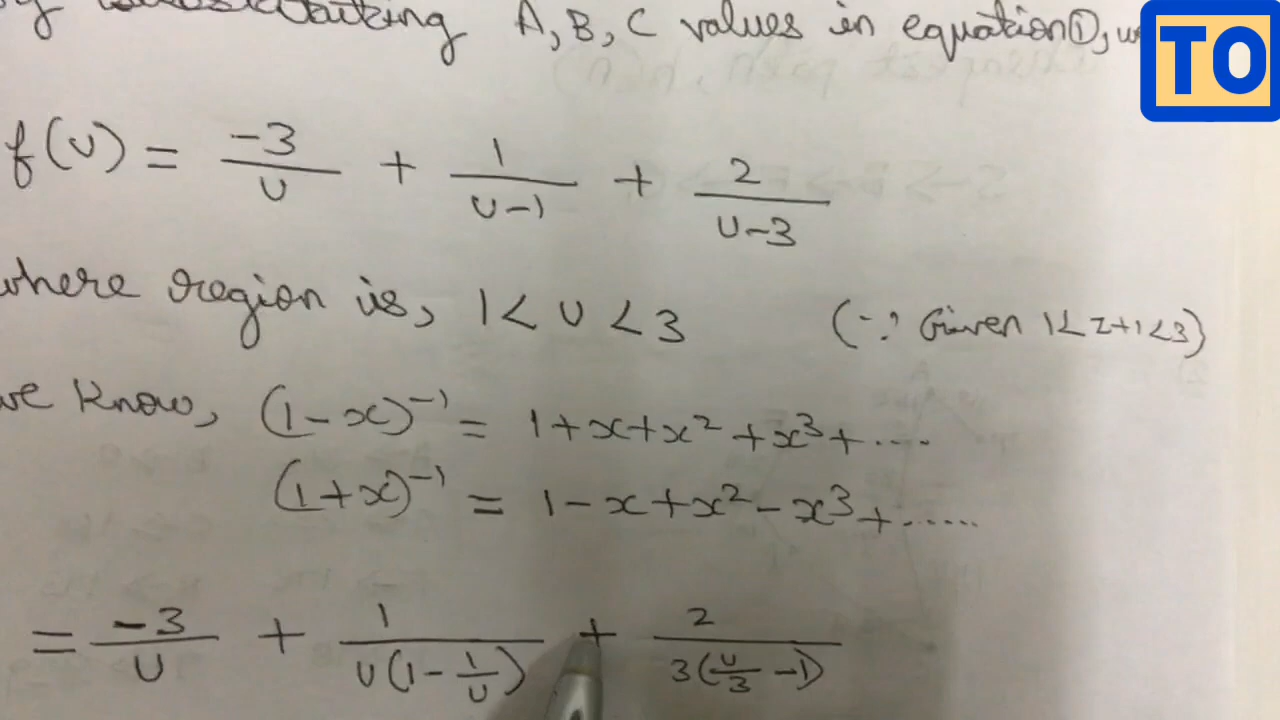 A, B, C values in equation①,
TO
f(u) = -3/u + 1/u-1 + 2/u-3
where region is, 1 < u < 3 (∵ Given 1<z+1<3)
we know, (1-x)^-1 = 1+x+x²+x³+....
(1+x)^-1 = 1-x+x²-x³+......
= -3/u + 1/u(1-1/u) + 2/3(u/3-1)